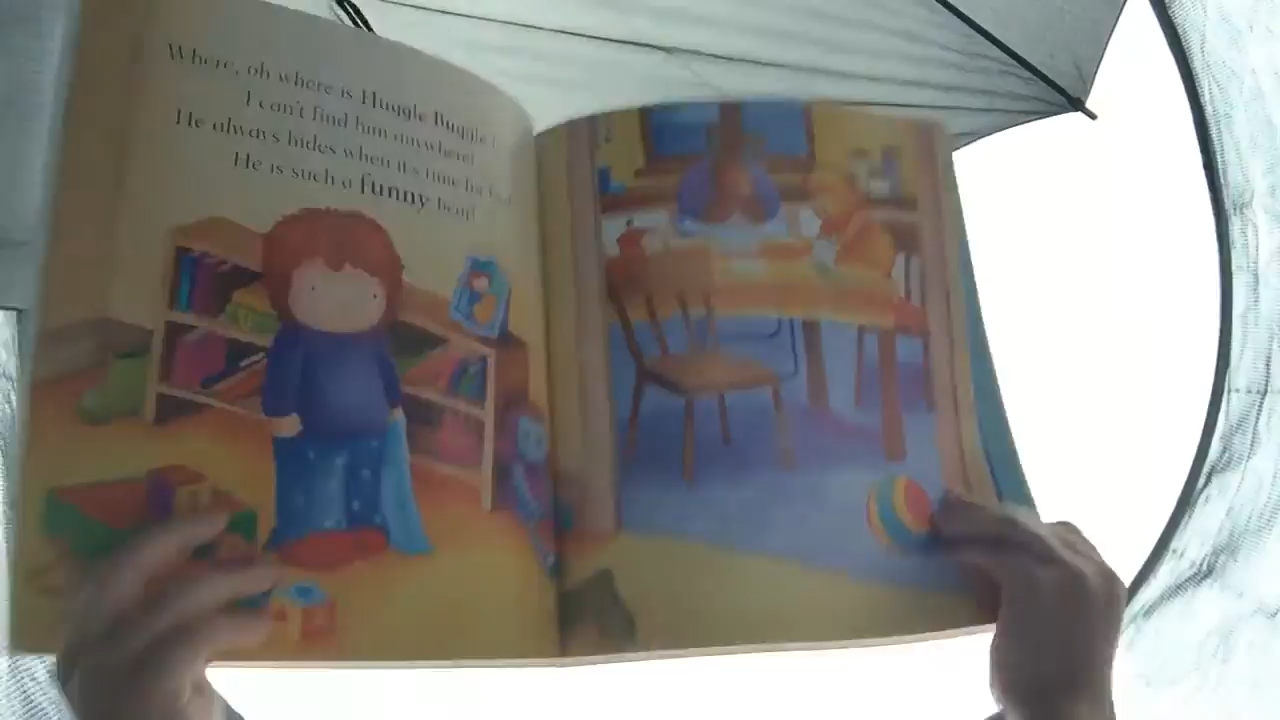 Where, oh where is Huggle Buggle?
I can't find him anywhere!
He always hides when it's time for bed
He is such a funny bear!